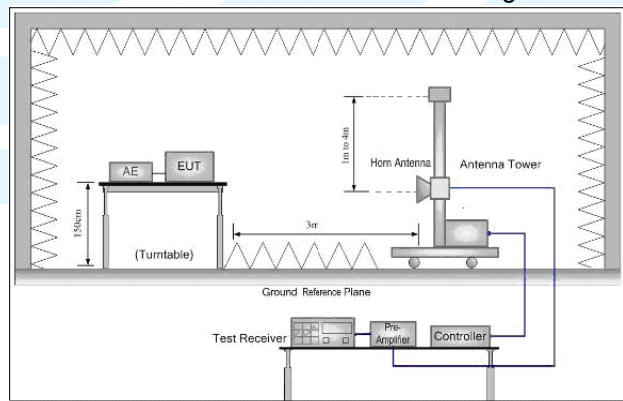 AE
EUT
150cm
(Turntable)
3m
1m to 4m
Horn Antenna
Antenna Tower
Ground Reference Plane
Test Receiver
Pre-
Amplifier
Controller